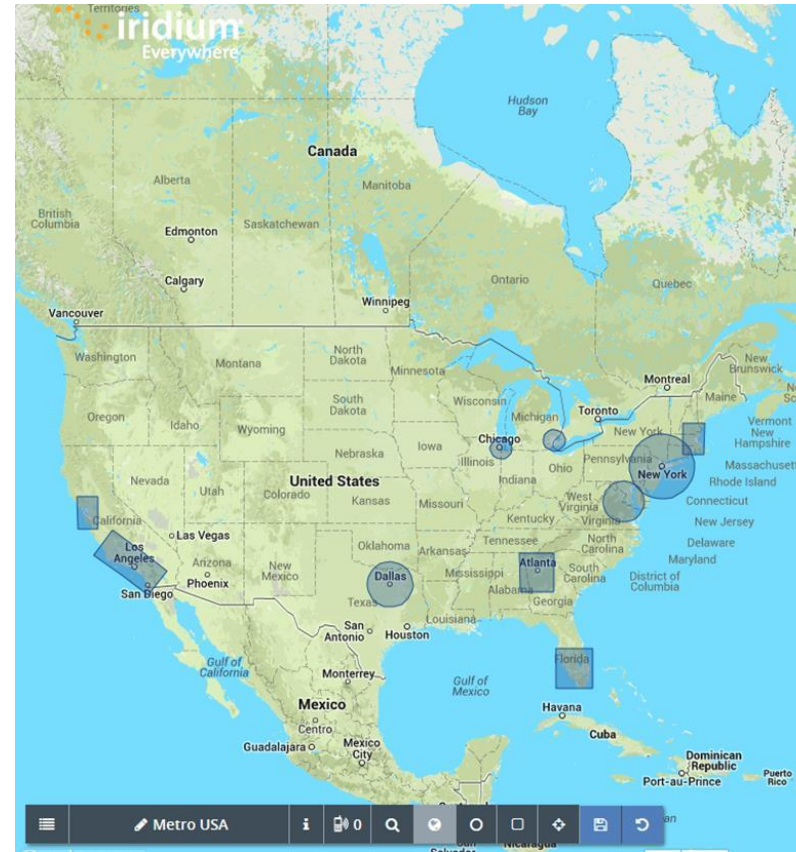 Territories
iridium
Everywhere
Hudson
Bay
Canada
Alberta
Manitoba
British
Columbia
Saskatchewan
Edmonton
Calgary
Ontario
Quebec
Winnipeg
Vancouver
Washington
Montana
North
Dakota
Minnesota
Montreal
New
Brunswick
Maine
Oregon
Idaho
Wyoming
South
Dakota
Wisconsin
Michigan
Toronto
New York
Vermont
New
Hampshire
Chicago
Nebraska
Iowa
Illinois
Indiana
Ohio
Pennsylvania
New York
Massachusett
Rhode Island
Connecticut
New Jersey
Delaware
Maryland
District of
Columbia
Nevada
Utah
Colorado
United States
Kansas
Missouri
West
Virginia
Kentucky
Virginia
California
Las Vegas
Los
Angeles
San Diego
Arizona
Phoenix
New
Mexico
Oklahoma
Arkansas
Tennessee
North
Carolina
Dallas
Texas
Mississippi
Alabama
Atlanta
Georgia
South
Carolina
Louisiana
San
Antonio
Houston
Florida
Gulf of
California
Monterrey
Gulf of
Mexico
Mexico
Centro
Guadalajara
Mexico
City
Havana
Cuba
Dominican
Republic
Port-au-Prince
Puerto
Rico
Metro USA
i
0